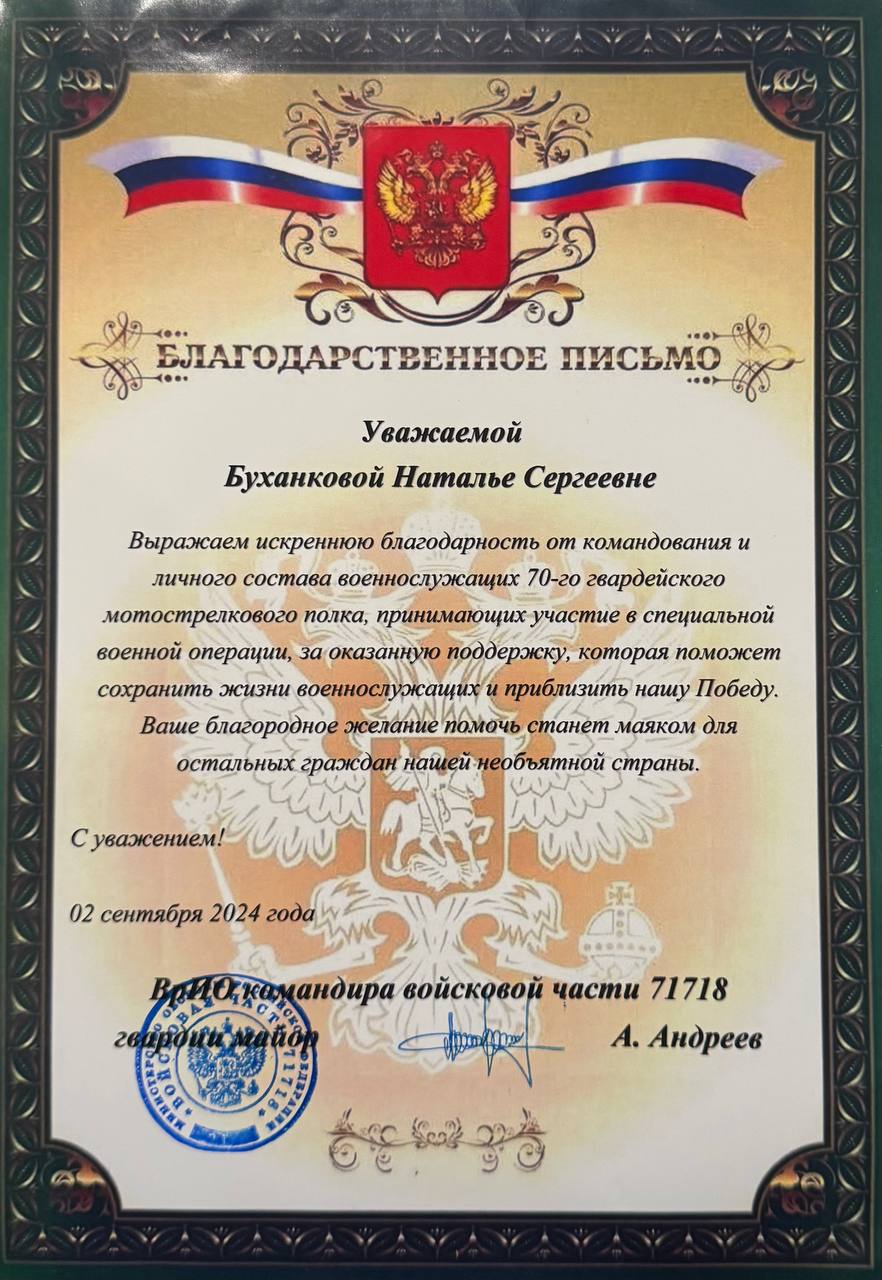 БЛАГОДАРСТВЕННОЕ ПИСЬМО
Уважаемой
Буханковой Наталье Сергеевне
Выражаем искреннюю благодарность от командования и
личного состава военнослужащих 70-го гвардейского
мотострелкового полка, принимающих участие в специальной
военной операции, за оказанную поддержку, которая поможет
сохранить жизни военнослужащих и приблизить нашу Победу.
Ваше благородное желание помочь станет маяком для
остальных граждан нашей необъятной страны.
С уважением!
02 сентября 2024 года
ВрИО командира войсковой части 71718
гвардии майор А. Андреев
ВОЙСКОВАЯ ЧАСТЬ 71718